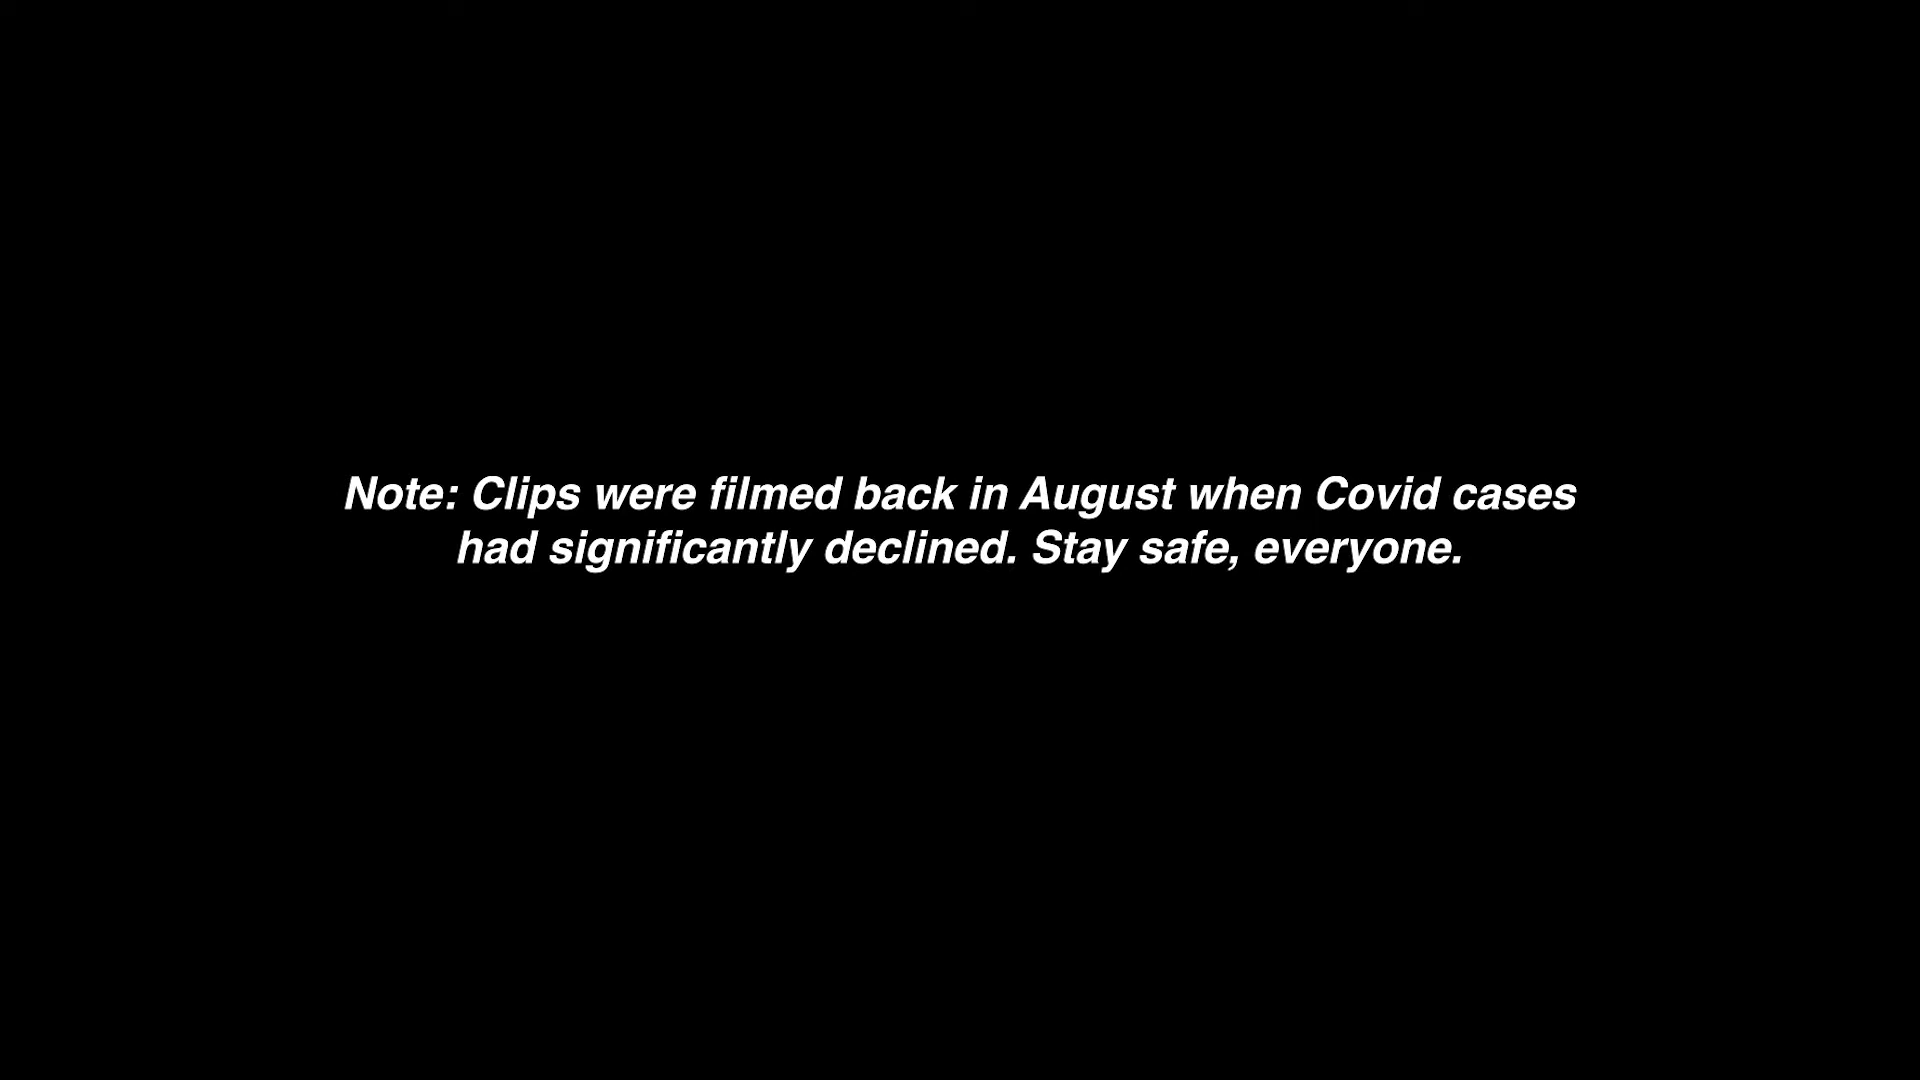 Note: Clips were filmed back in August when Covid cases
had significantly declined. Stay safe, everyone.